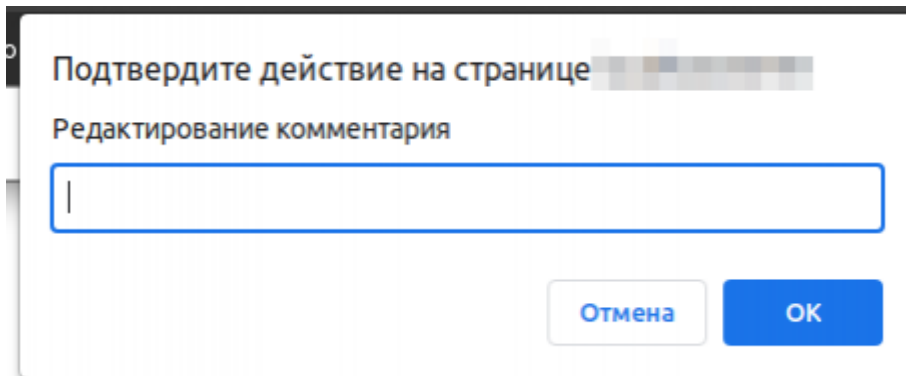 Подтвердите действие на странице
Редактирование комментария
Отмена OK